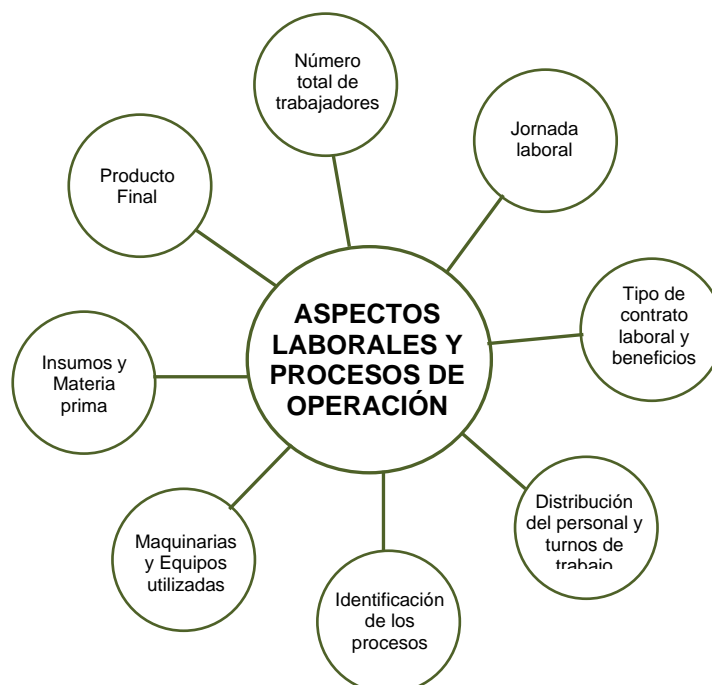 Número
total de
trabajadores
Jornada
laboral
Producto
Final
ASPECTOS
LABORALES Y
PROCESOS DE
OPERACIÓN
Tipo de
contrato
laboral y
beneficios
Insumos y
Materia
prima
Distribución
del personal y
turnos de
trabajo
Maquinarias
y Equipos
utilizadas
Identificación
de los
procesos